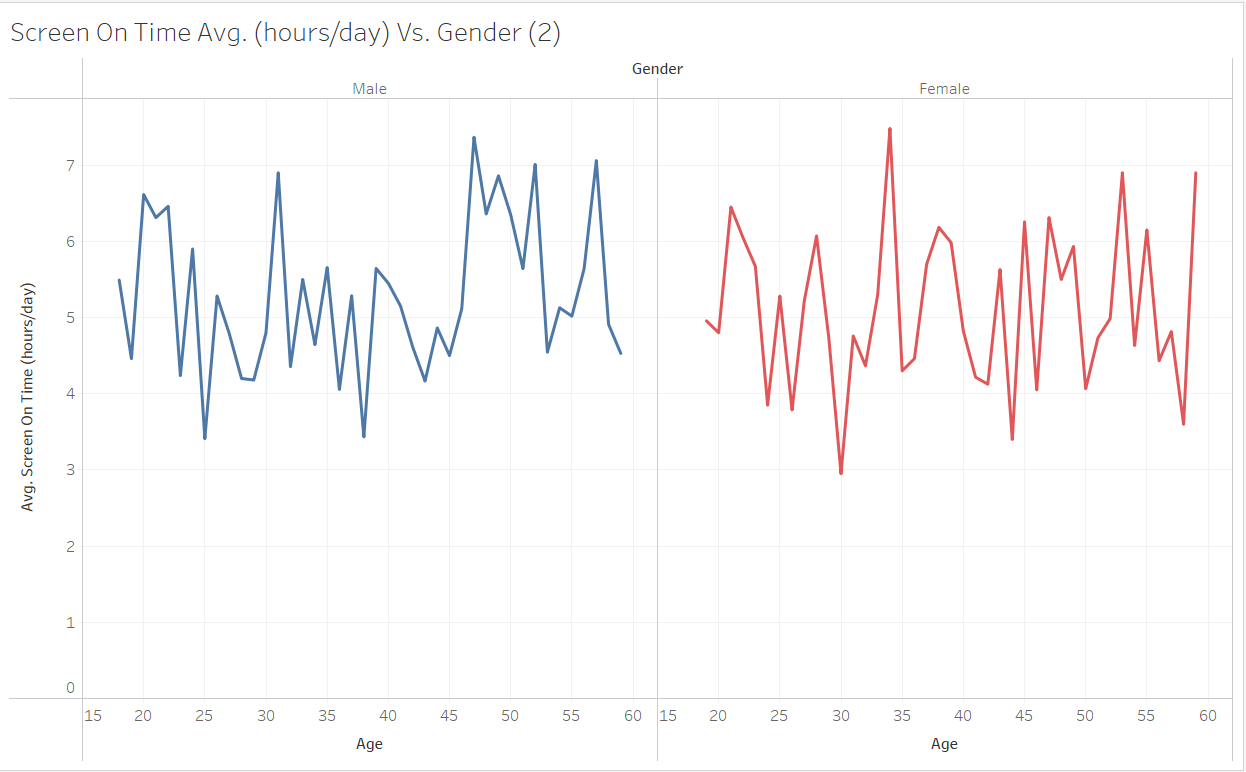 Screen On Time Avg. (hours/day) Vs. Gender (2)
Gender
Male Female
Avg. Screen On Time (hours/day)
7
6
5
4
3
2
1
0
15 20 25 30 35 40 45 50 55 60 15 20 25 30 35 40 45 50 55 60
Age Age